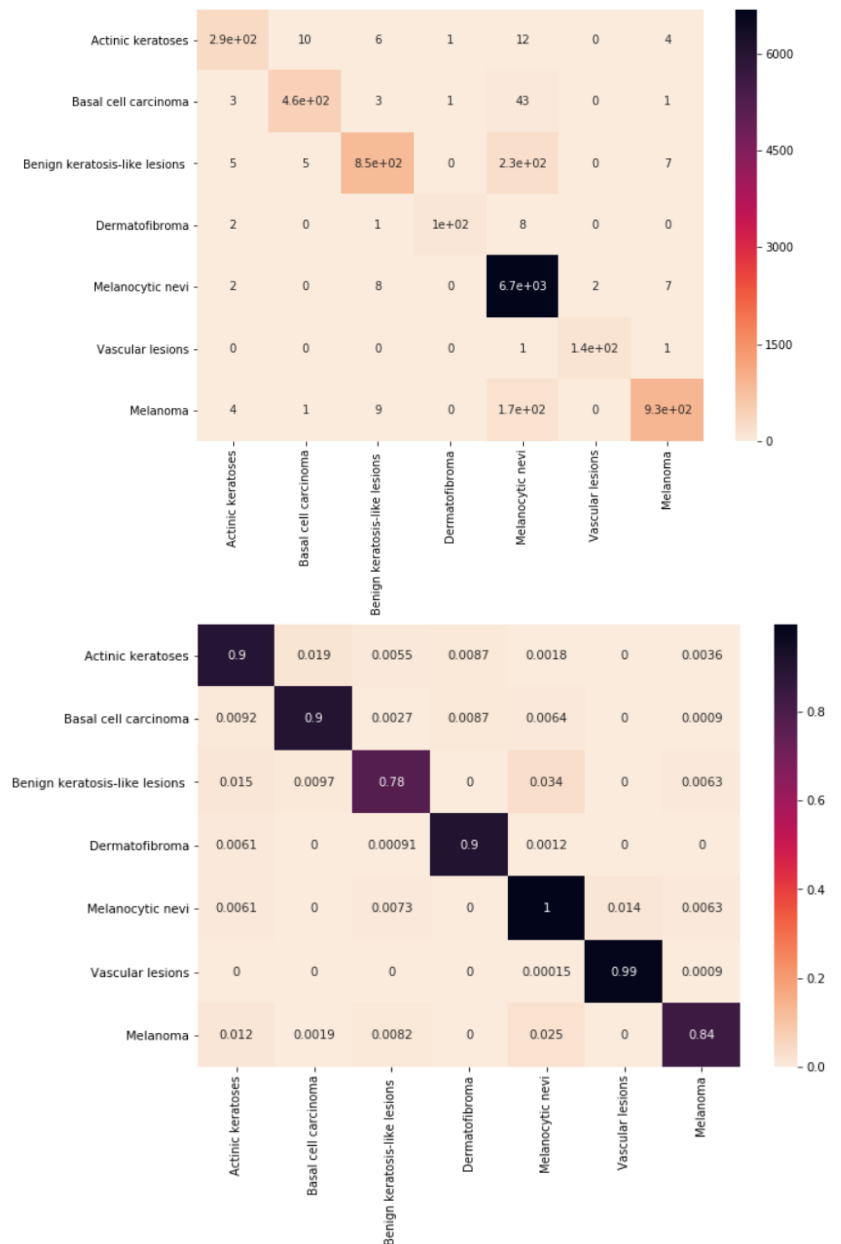 Actinic keratoses 2.9e+02 10 6 1 12 0 4
6000
Basal cell carcinoma 3 4.6e+02 3 1 43 0 1
4500
Benign keratosis-like lesions 5 5 8.5e+02 0 2.3e+02 0 7
Dermatofibroma 2 0 1 1e+02 8 0 0
3000
Melanocytic nevi 2 0 8 0 6.7e+03 2 7
Vascular lesions 0 0 0 0 1 1.4e+02 1
1500
Melanoma 4 1 9 0 1.7e+02 0 9.3e+02
0
Actinic keratoses
Basal cell carcinoma
Benign keratosis-like lesions
Dermatofibroma
Melanocytic nevi
Vascular lesions
Melanoma
Actinic keratoses 0.9 0.019 0.0055 0.0087 0.0018 0 0.0036
Basal cell carcinoma 0.0092 0.9 0.0027 0.0087 0.0064 0 0.0009
0.8
Benign keratosis-like lesions 0.015 0.0097 0.78 0 0.034 0 0.0063
0.6
Dermatofibroma 0.0061 0 0.00091 0.9 0.0012 0 0
0.4
Melanocytic nevi 0.0061 0 0.0073 0 1 0.014 0.0063
Vascular lesions 0 0 0 0 0.00015 0.99 0.0009
0.2
Melanoma 0.012 0.0019 0.0082 0 0.025 0 0.84
0.0
Actinic keratoses
Basal cell carcinoma
Benign keratosis-like lesions
Dermatofibroma
Melanocytic nevi
Vascular lesions
Melanoma